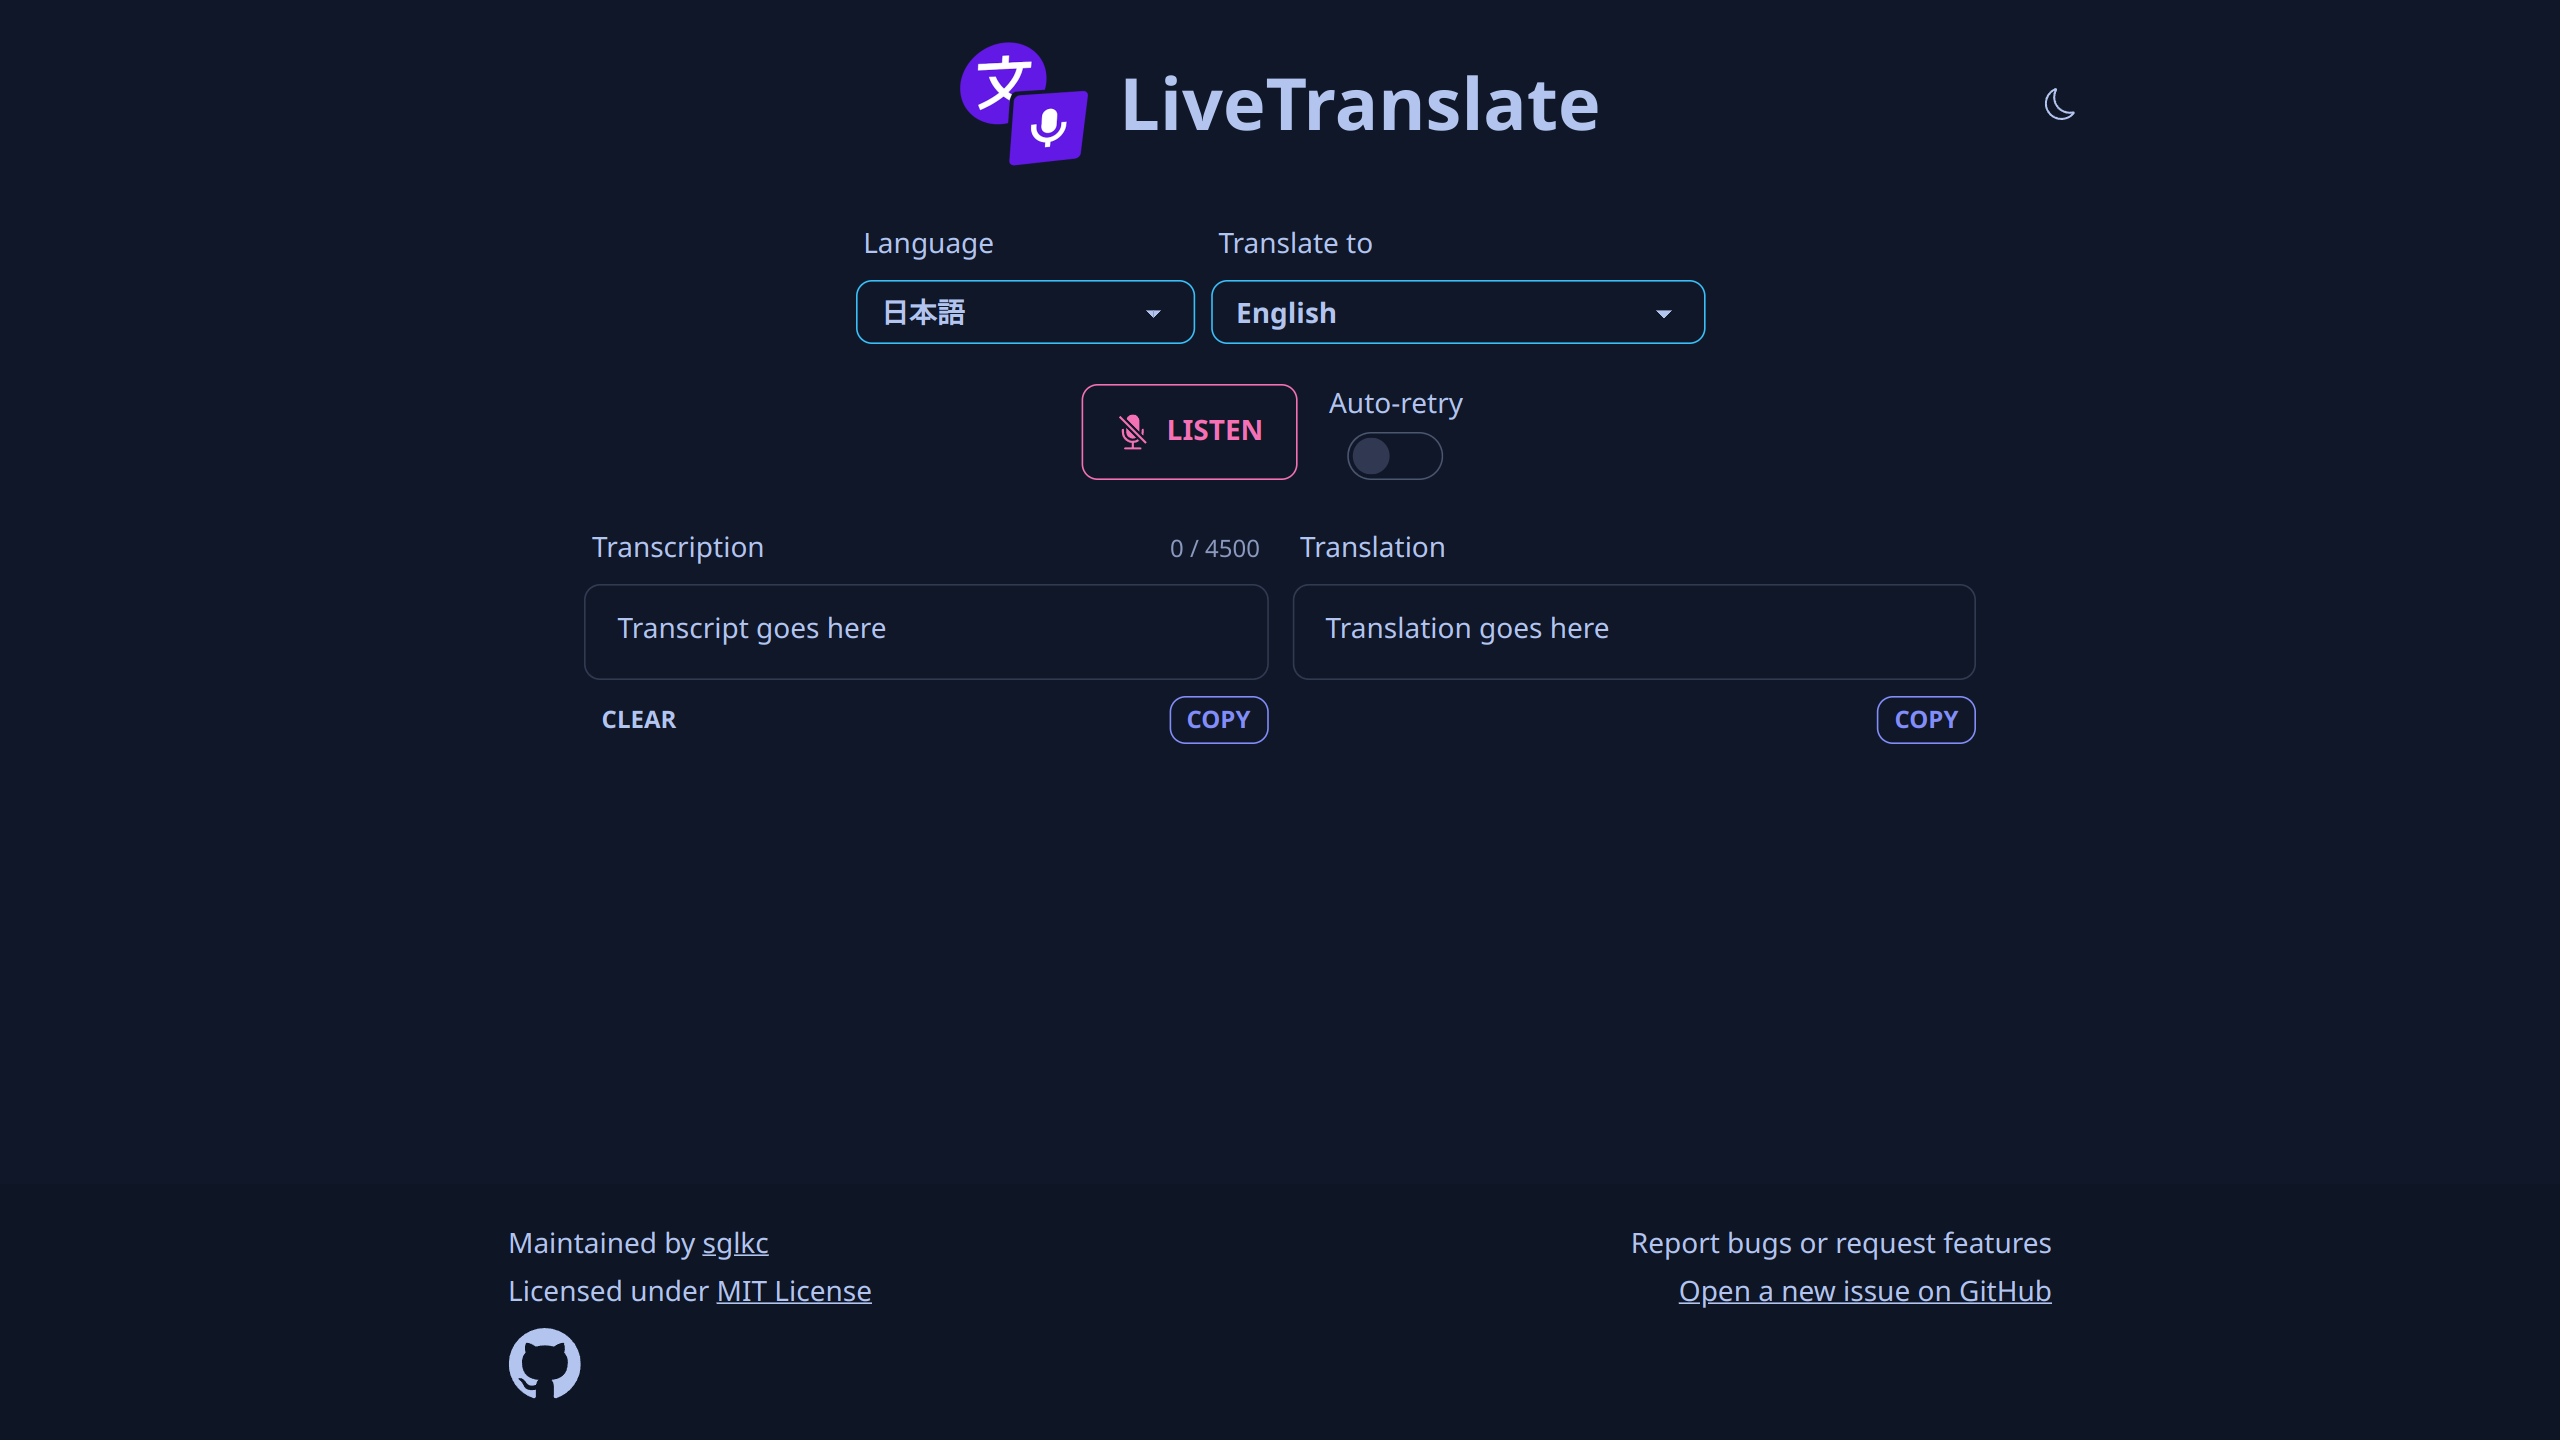 文
LiveTranslate
Language
Translate to
日本語
English
LISTEN
Auto-retry
Transcription
0 / 4500
Translation
Transcript goes here
Translation goes here
CLEAR
COPY
COPY
Maintained by sglkc
Licensed under MIT License
Report bugs or request features
Open a new issue on GitHub